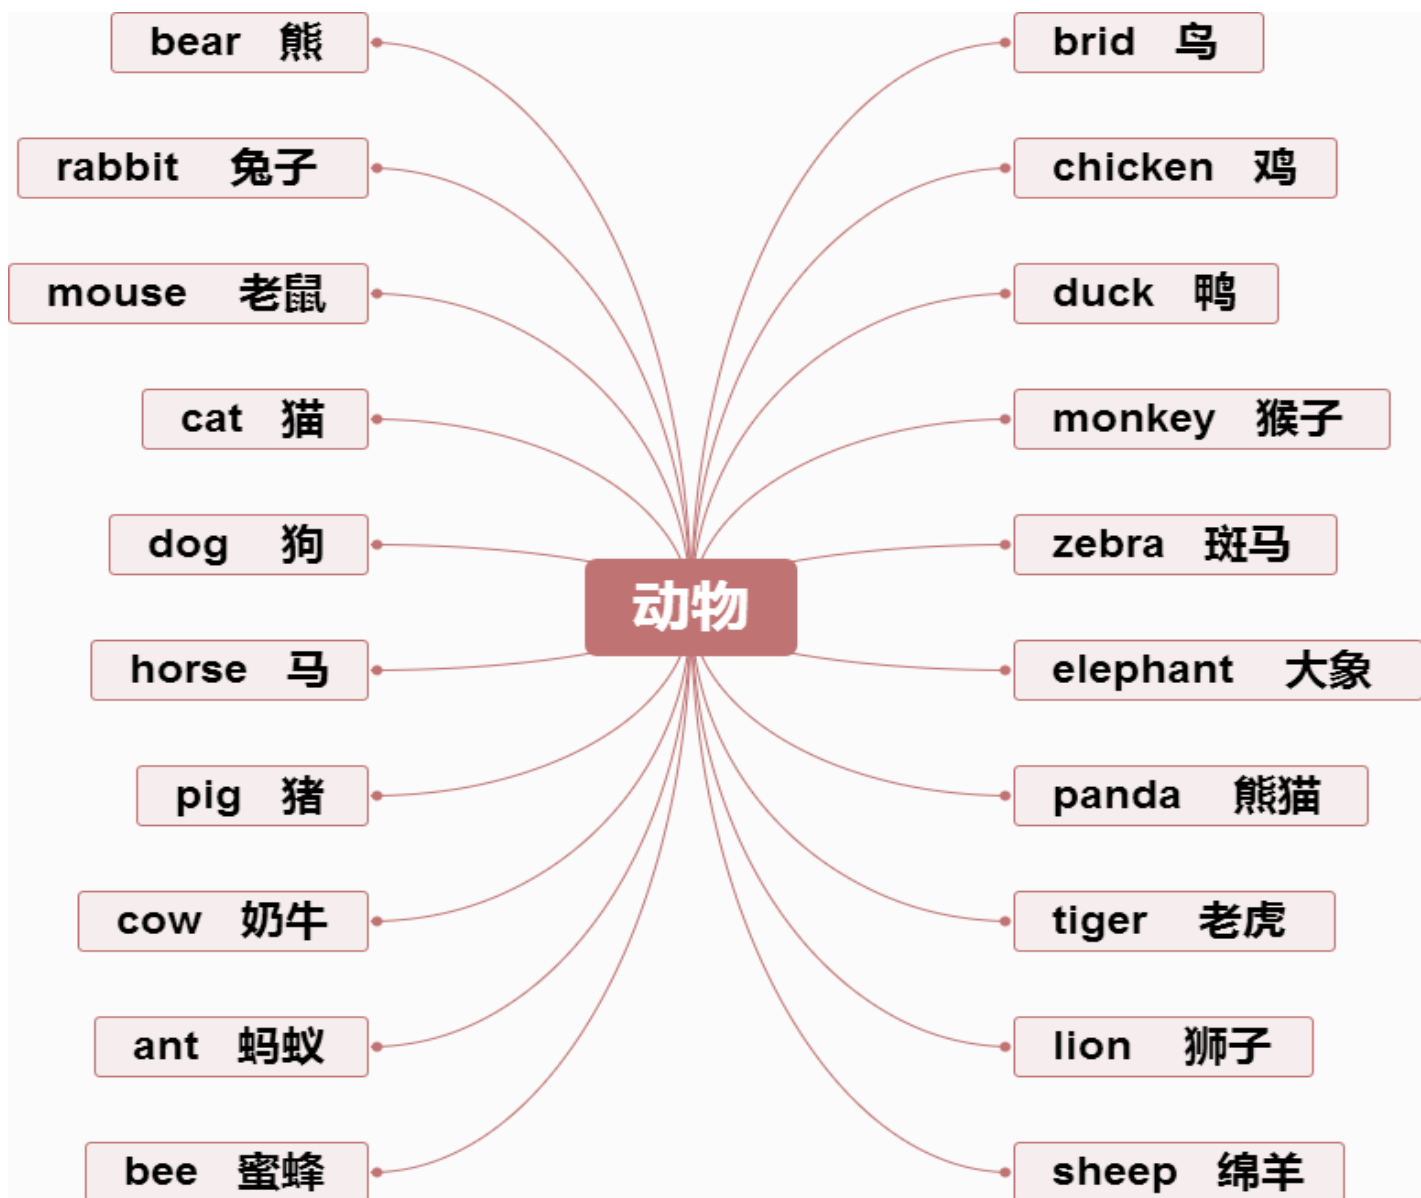 bear 熊
rabbit 兔子
mouse 老鼠
cat 猫
dog 狗
horse 马
pig 猪
cow 奶牛
ant 蚂蚁
bee 蜜蜂
动物
brid 鸟
chicken 鸡
duck 鸭
monkey 猴子
zebra 斑马
elephant 大象
panda 熊猫
tiger 老虎
lion 狮子
sheep 绵羊